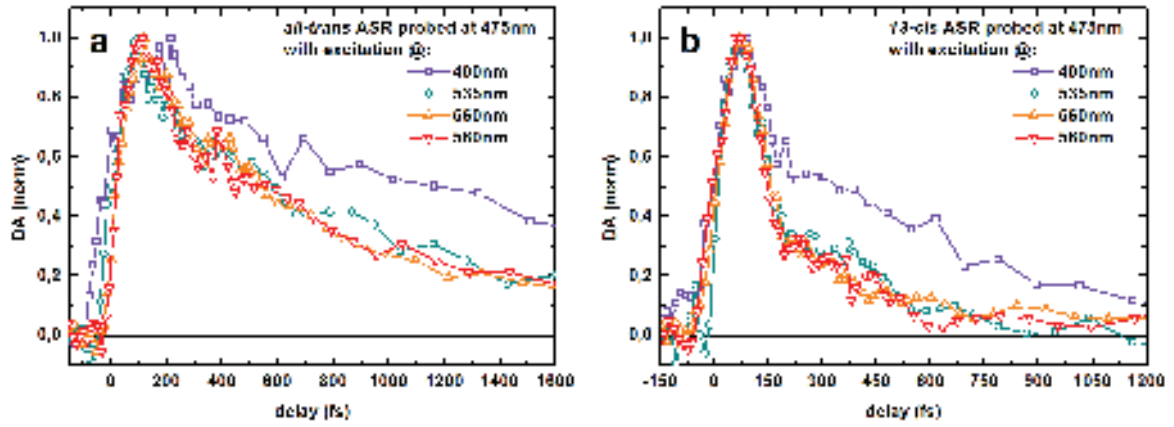 a
all-trans ASR probed at 475nm
with excitation @:
400nm
535nm
660nm
580nm
1,0
0,8
0,6
0,4
0,2
0,0
DA (norm)
0 200 400 600 800 1000 1200 1400 1600
delay (fs)
b
13-cis ASR probed at 475nm
with excitation @:
400nm
535nm
660nm
580nm
1,0
0,8
0,6
0,4
0,2
0,0
DA (norm)
-150 0 150 300 450 600 750 900 1050 1200
delay (fs)